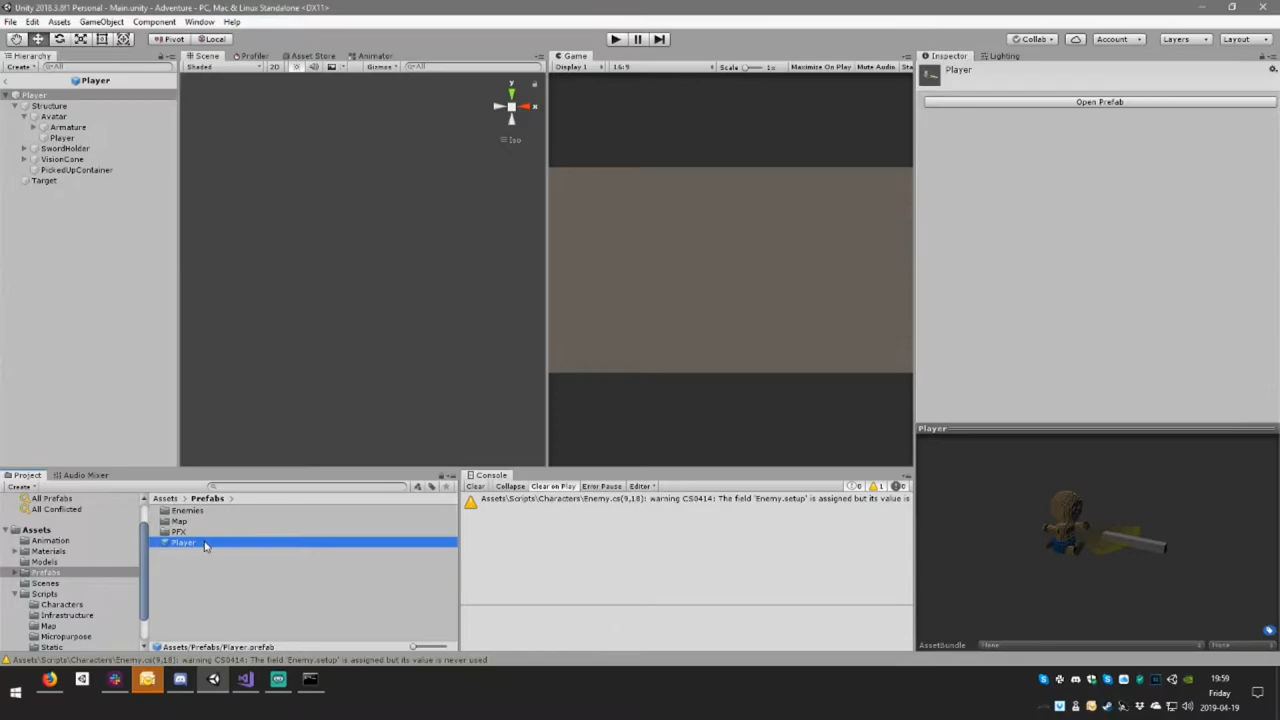 Unity 2018.3.8f1 Personal - Main.unity - Adventure - PC, Mac & Linux Standalone <DX11>
File Edit Assets GameObject Component Window Help
Pivot Local Collab Account Layers Layout
Hierarchy Scene Profiler Asset Store Animator Game Inspector Lighting
Create All Shaded 2D Gizmos All Display 1 16:9 Scale 1x Maximize On Play Mute Audio Sta
Player
Player
Open Prefab
Player
Structure
Avatar
Armature
Player
SwordHolder
VisionCone
PickedUpContainer
Target
y
x
Iso
Player
Project Audio Mixer
Create
All Prefabs
All Conflicted
Assets
Animation
Materials
Models
Prefabs
Scenes
Scripts
Characters
Infrastructure
Map
Micropurpose
Static
Assets > Prefabs >
Enemies
Map
PFX
Player
Assets/Prefabs/Player.prefab
Console
Clear Collapse Clear on Play Error Pause Editor 0 1 0
Assets\Scripts\Characters\Enemy.cs(9,18): warning CS0414: The field 'Enemy.setup' is assigned but its value is
AssetBundle None None
Assets\Scripts\Characters\Enemy.cs(9,18): warning CS0414: The field 'Enemy.setup' is assigned but its value is never used
19:59
Friday
2019-04-19